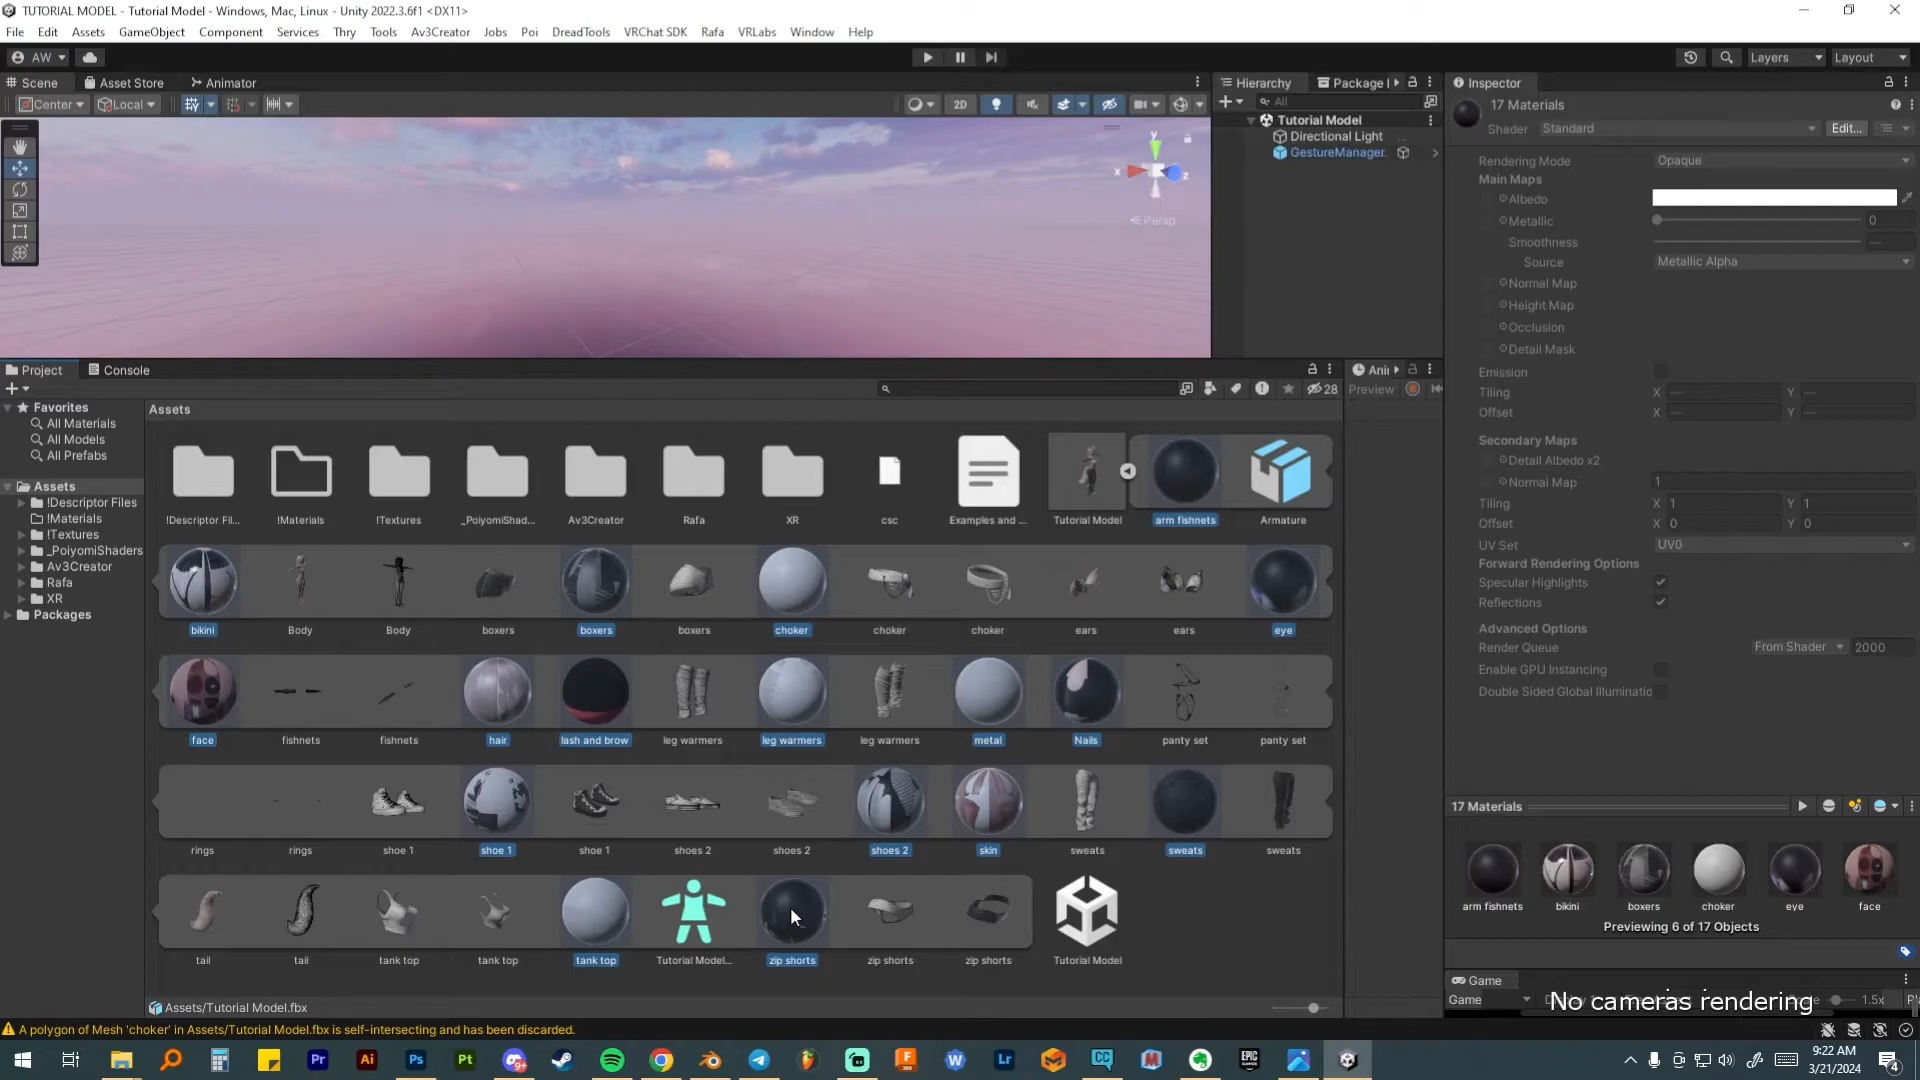 TUTORIAL MODEL - Tutorial Model - Windows, Mac, Linux - Unity 2022.3.6f1 <DX11>
File Edit Assets GameObject Component Services Thry Tools Av3Creator Jobs Poi DreadTools VRChat SDK Rafa VRLabs Window Help
AW Layers Layout
Scene Asset Store Animator
Hierarchy Package
Inspector
Center Local 2D
All
17 Materials
Tutorial Model
Shader Standard Edit...
Directional Light
GestureManager
y x z
Persp
Rendering Mode Opaque
Main Maps
Albedo
Metallic 0
Smoothness
Source Metallic Alpha
Normal Map
Height Map
Occlusion
Detail Mask
Emission
Tiling X Y
Offset X Y
Secondary Maps
Detail Albedo x2
Normal Map 1
Tiling X 1 Y 1
Offset X 0 Y 0
UV Set UV0
Forward Rendering Options
Specular Highlights
Reflections
Advanced Options
Render Queue From Shader 2000
Enable GPU Instancing
Double Sided Global Illuminatio
Project Console
28
Ani
Preview
Favorites
All Materials
All Models
All Prefabs
Assets
!Descriptor Files
!Materials
!Textures
_PoiyomiShaders
Av3Creator
Rafa
XR
Packages
Assets
!Descriptor Fil... !Materials !Textures _PoiyomiShad... Av3Creator Rafa XR csc Examples and ... Tutorial Model arm fishnets Armature
bikini Body Body boxers boxers boxers choker choker choker ears ears eye
face fishnets fishnets hair lash and brow leg warmers leg warmers leg warmers metal Nails panty set panty set
rings rings shoe 1 shoe 1 shoe 1 shoes 2 shoes 2 shoes 2 skin sweats sweats sweats
tail tail tank top tank top tank top Tutorial Model... zip shorts zip shorts zip shorts Tutorial Model
Assets/Tutorial Model.fbx
17 Materials
arm fishnets bikini boxers choker eye face
Previewing 6 of 17 Objects
Game
Game 1.5x
No cameras rendering
A polygon of Mesh 'choker' in Assets/Tutorial Model.fbx is self-intersecting and has been discarded.
Pr Ai Ps Pt 9+ W Lr CC EPIC GAMES
9:22 AM
3/21/2024
4